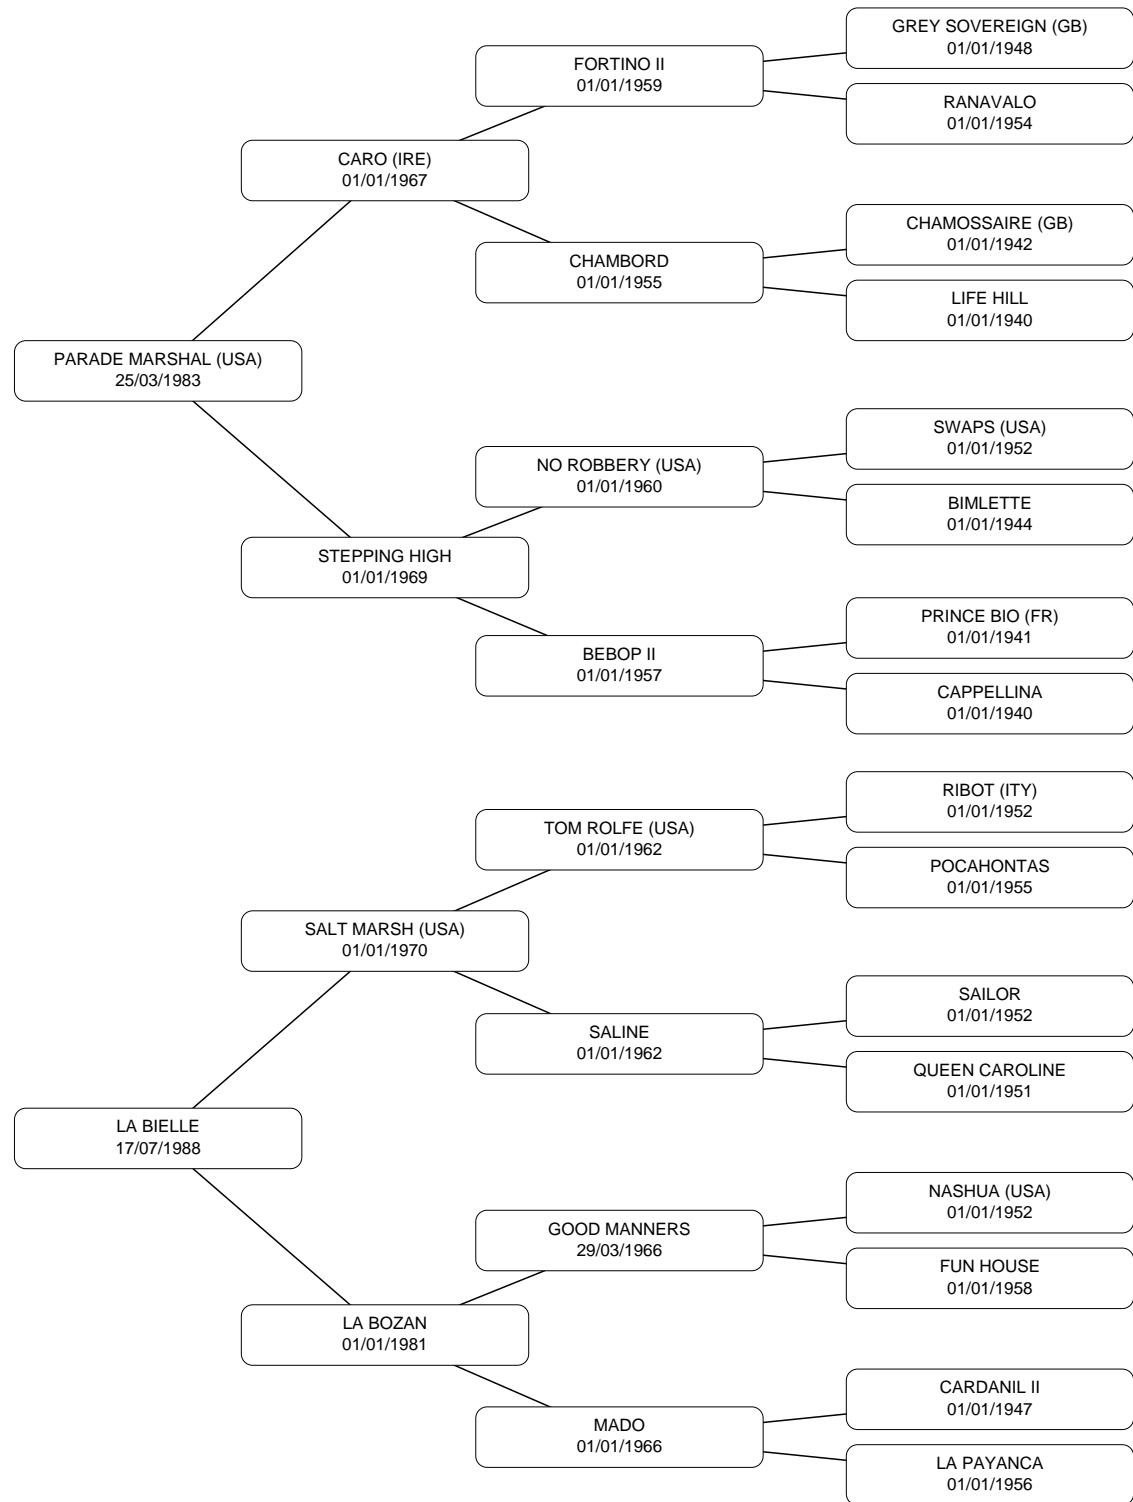 GREY SOVEREIGN (GB)
01/01/1948
FORTINO II
01/01/1959
RANAVALO
01/01/1954
CARO (IRE)
01/01/1967
CHAMOSSAIRE (GB)
01/01/1942
CHAMBORD
01/01/1955
LIFE HILL
01/01/1940
PARADE MARSHAL (USA)
25/03/1983
SWAPS (USA)
01/01/1952
NO ROBBERY (USA)
01/01/1960
BIMLETTE
01/01/1944
STEPPING HIGH
01/01/1969
PRINCE BIO (FR)
01/01/1941
BEBOP II
01/01/1957
CAPPELLINA
01/01/1940
RIBOT (ITY)
01/01/1952
TOM ROLFE (USA)
01/01/1962
POCAHONTAS
01/01/1955
SALT MARSH (USA)
01/01/1970
SAILOR
01/01/1952
SALINE
01/01/1962
QUEEN CAROLINE
01/01/1951
LA BIELLE
17/07/1988
NASHUA (USA)
01/01/1952
GOOD MANNERS
29/03/1966
FUN HOUSE
01/01/1958
LA BOZAN
01/01/1981
CARDANIL II
01/01/1947
MADO
01/01/1966
LA PAYANCA
01/01/1956